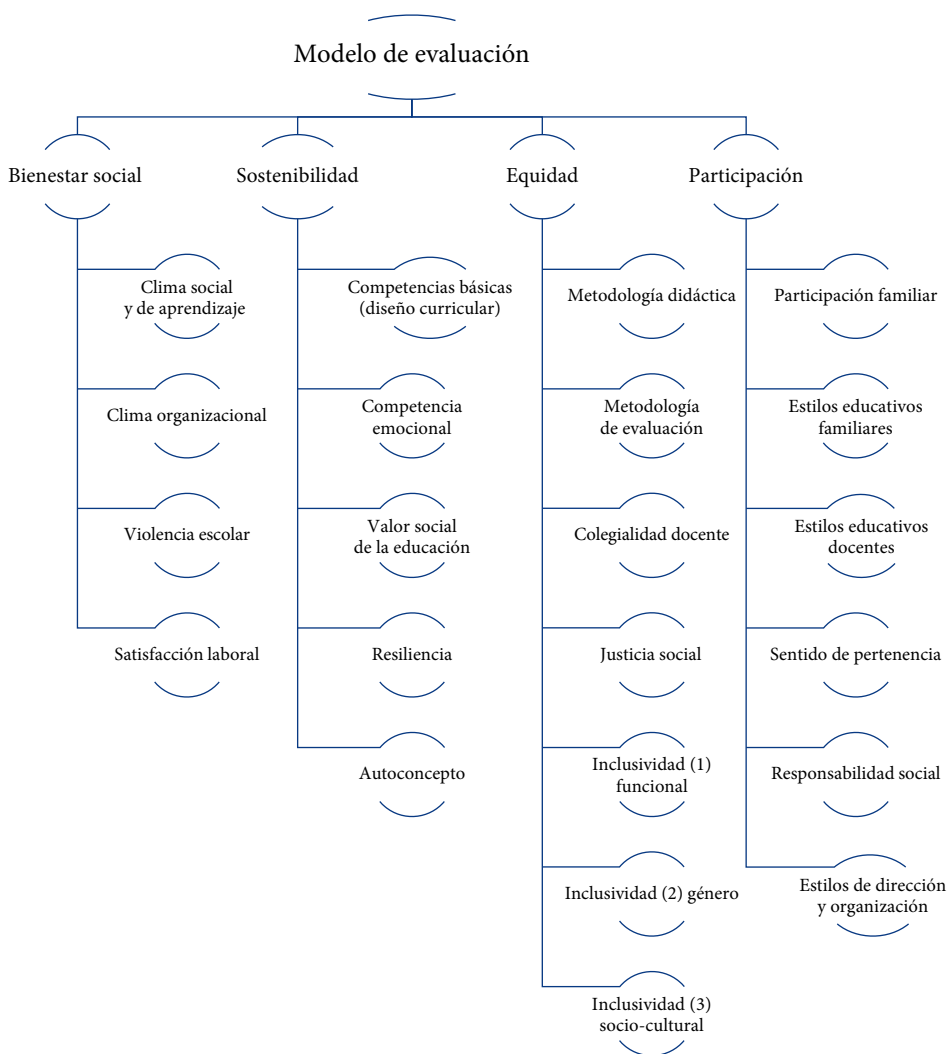 Modelo de evaluación
Bienestar social
Sostenibilidad
Equidad
Participación
Clima social
y de aprendizaje
Clima organizacional
Violencia escolar
Satisfacción laboral
Competencias básicas
(diseño curricular)
Competencia
emocional
Valor social
de la educación
Resiliencia
Autoconcepto
Metodología didáctica
Metodología
de evaluación
Colegialidad docente
Justicia social
Inclusividad (1)
funcional
Inclusividad (2) género
Inclusividad (3)
socio-cultural
Participación familiar
Estilos educativos
familiares
Estilos educativos
docentes
Sentido de pertenencia
Responsabilidad social
Estilos de dirección
y organización